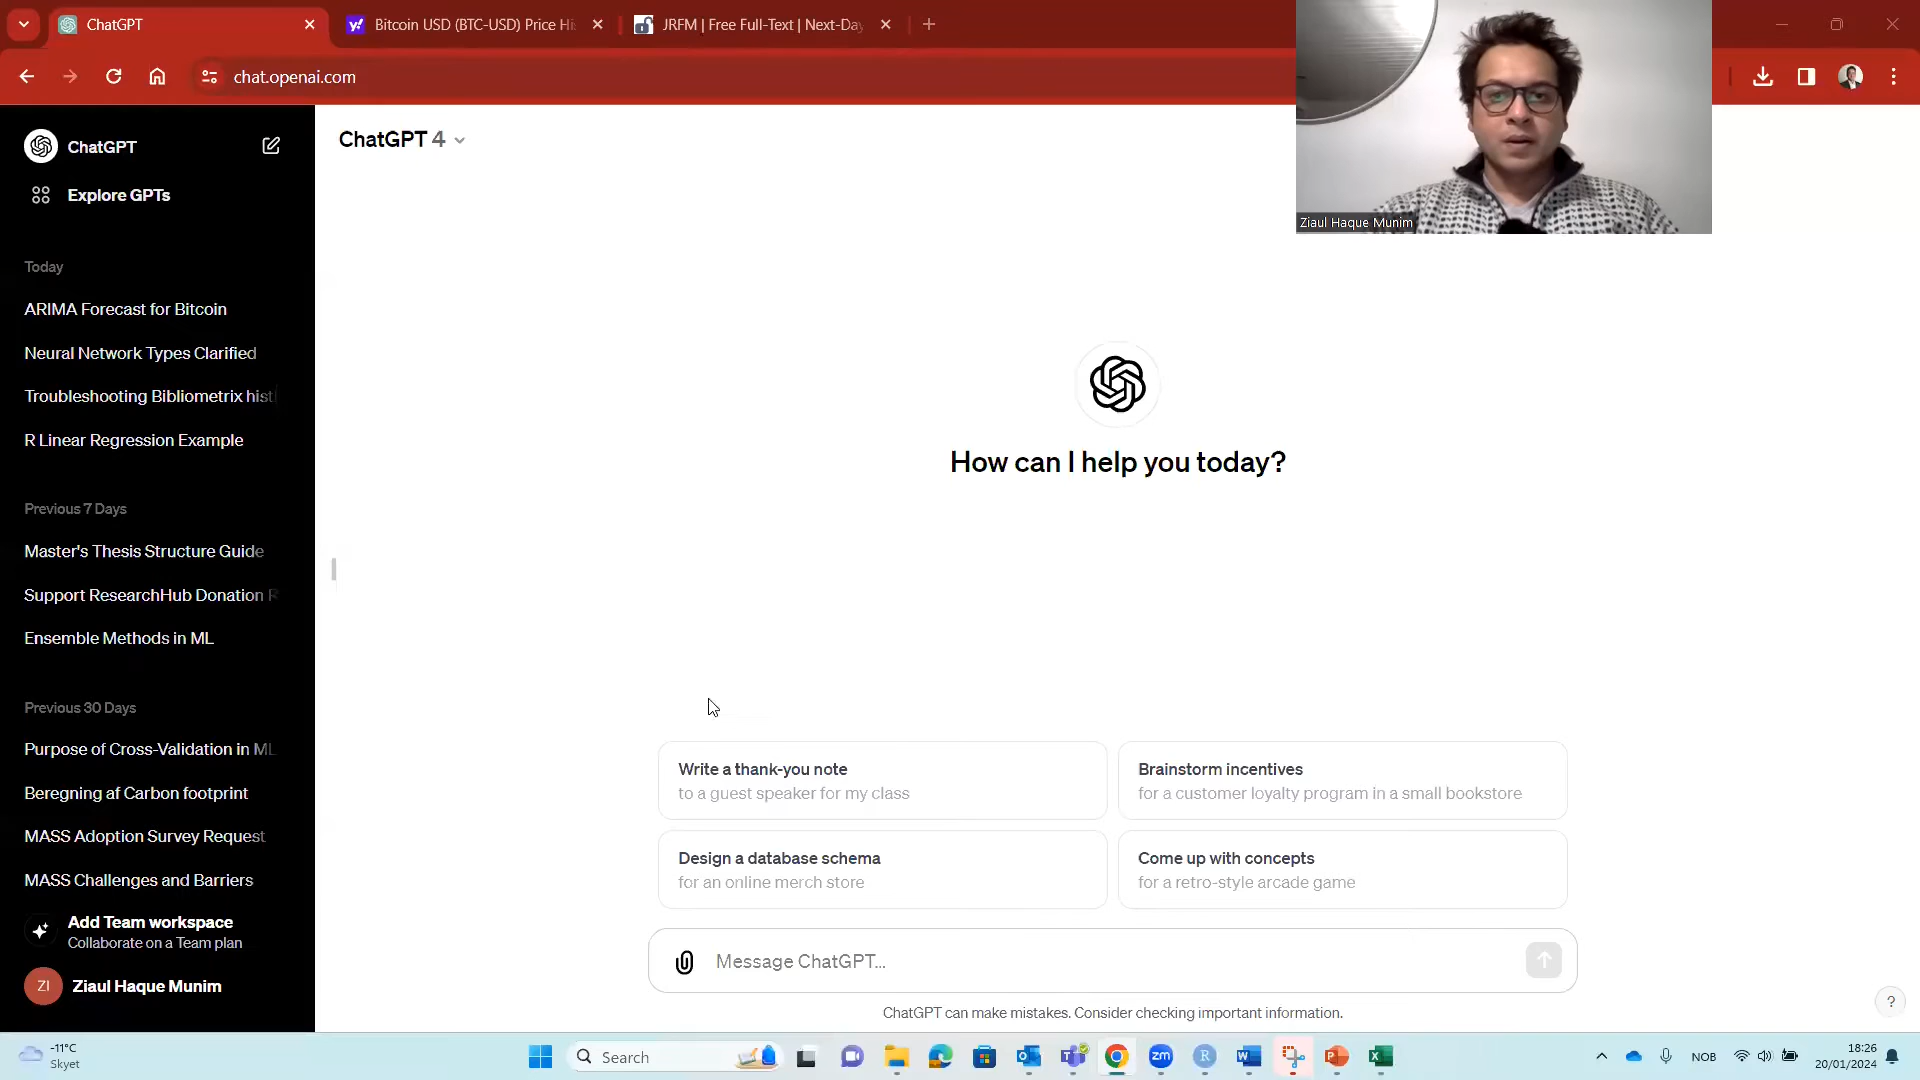 ChatGPT
Bitcoin USD (BTC-USD) Price Hi
JRFM | Free Full-Text | Next-Day
chat.openai.com
Ziaul Haque Munim
ChatGPT
ChatGPT 4
Explore GPTs
Today
ARIMA Forecast for Bitcoin
Neural Network Types Clarified
Troubleshooting Bibliometrix hist
R Linear Regression Example
How can I help you today?
Previous 7 Days
Master's Thesis Structure Guide
Support ResearchHub Donation R
Ensemble Methods in ML
Previous 30 Days
Purpose of Cross-Validation in ML
Beregning af Carbon footprint
MASS Adoption Survey Request
MASS Challenges and Barriers
Add Team workspace
Collaborate on a Team plan
ZI
Ziaul Haque Munim
Write a thank-you note
to a guest speaker for my class
Brainstorm incentives
for a customer loyalty program in a small bookstore
Design a database schema
for an online merch store
Come up with concepts
for a retro-style arcade game
Message ChatGPT...
ChatGPT can make mistakes. Consider checking important information.
?
-11°C
Skyet
Search
zm
R
NOB
18:26
20/01/2024